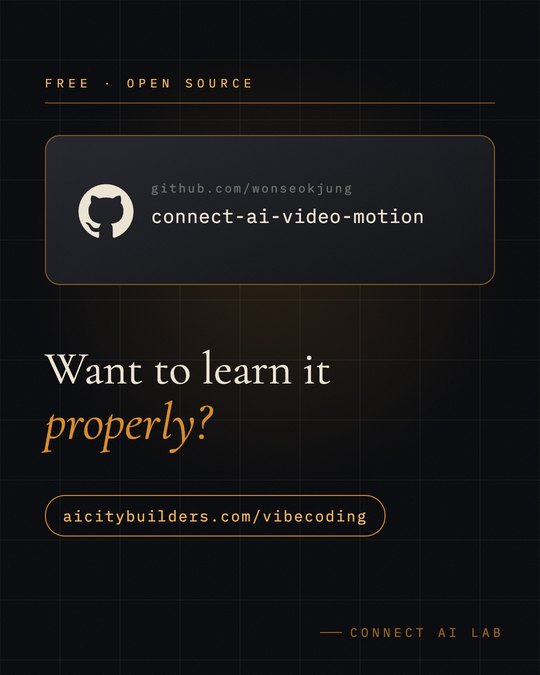 FREE · OPEN SOURCE
github.com/wonseokjung
connect-ai-video-motion
Want to learn it
properly?
aicitybuilders.com/vibecoding
CONNECT AI LAB